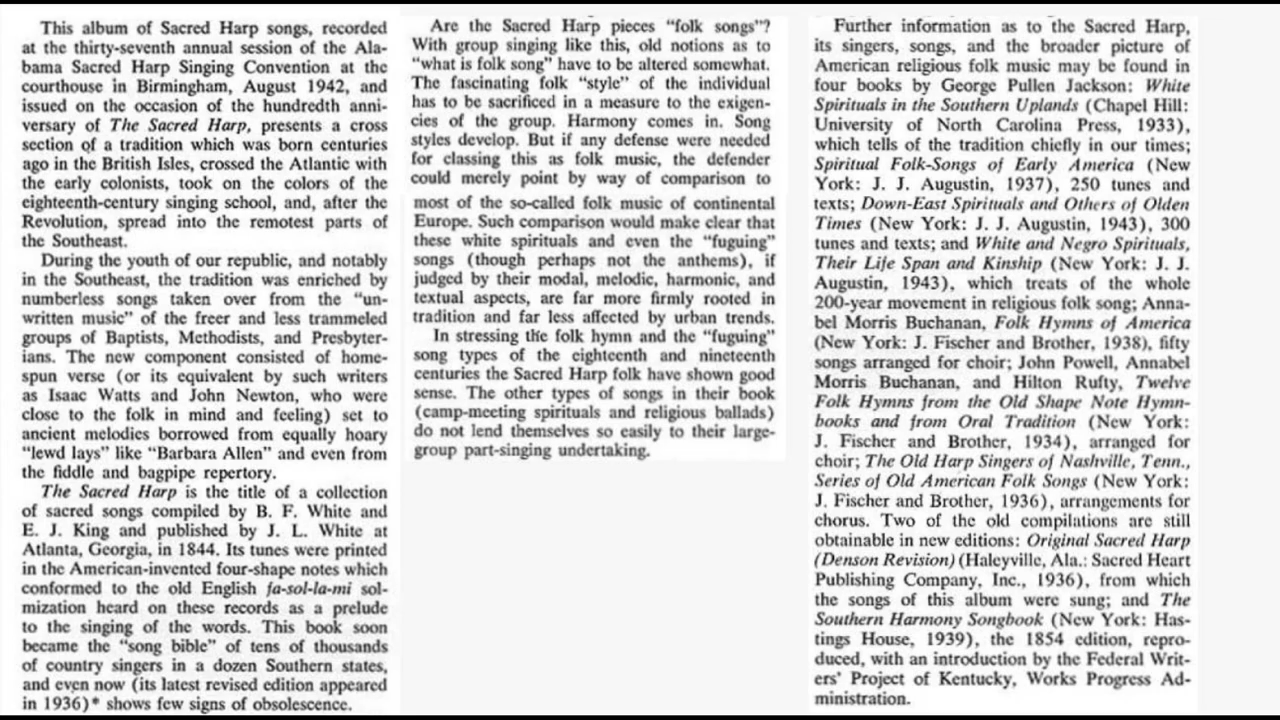 This album of Sacred Harp songs, recorded
at the thirty-seventh annual session of the Ala-
bama Sacred Harp Singing Convention at the
courthouse in Birmingham, August 1942, and
issued on the occasion of the hundredth anni-
versary of The Sacred Harp, presents a cross
section of a tradition which was born centuries
ago in the British Isles, crossed the Atlantic with
the early colonists, took on the colors of the
eighteenth-century singing school, and, after the
Revolution, spread into the remotest parts of
the Southeast.
During the youth of our republic, and notably
in the Southeast, the tradition was enriched by
numberless songs taken over from the "un-
written music" of the freer and less trammeled
groups of Baptists, Methodists, and Presbyter-
ians. The new component consisted of home-
spun verse (or its equivalent by such writers
as Isaac Watts and John Newton, who were
close to the folk in mind and feeling) set to
ancient melodies borrowed from equally hoary
"lewd lays" like "Barbara Allen" and even from
the fiddle and bagpipe repertory.
The Sacred Harp is the title of a collection
of sacred songs compiled by B. F. White and
E. J. King and published by J. L. White at
Atlanta, Georgia, in 1844. Its tunes were printed
in the American-invented four-shape notes which
conformed to the old English fa-sol-la-mi sol-
mization heard on these records as a prelude
to the singing of the words. This book soon
became the "song bible" of tens of thousands
of country singers in a dozen Southern states,
and even now (its latest revised edition appeared
in 1936)* shows few signs of obsolescence.
Are the Sacred Harp pieces "folk songs"?
With group singing like this, old notions as to
"what is folk song" have to be altered somewhat.
The fascinating folk "style" of the individual
has to be sacrificed in a measure to the exigen-
cies of the group. Harmony comes in. Song
styles develop. But if any defense were needed
for classing this as folk music, the defender
could merely point by way of comparison to
most of the so-called folk music of continental
Europe. Such comparison would make clear that
these white spirituals and even the "fuguing"
songs (though perhaps not the anthems), if
judged by their modal, melodic, harmonic, and
textual aspects, are far more firmly rooted in
tradition and far less affected by urban trends.
In stressing the folk hymn and the "fuguing"
song types of the eighteenth and nineteenth
centuries the Sacred Harp folk have shown good
sense. The other types of songs in their book
(camp-meeting spirituals and religious ballads)
do not lend themselves so easily to their large-
group part-singing undertaking.
Further information as to the Sacred Harp,
its singers, songs, and the broader picture of
American religious folk music may be found in
four books by George Pullen Jackson: White
Spirituals in the Southern Uplands (Chapel Hill:
University of North Carolina Press, 1933),
which tells of the tradition chiefly in our times;
Spiritual Folk-Songs of Early America (New
York: J. J. Augustin, 1937), 250 tunes and
texts; Down-East Spirituals and Others of Olden
Times (New York: J. J. Augustin, 1943), 300
tunes and texts; and White and Negro Spirituals,
Their Life Span and Kinship (New York: J. J.
Augustin, 1943), which treats of the whole
200-year movement in religious folk song; Anna-
bel Morris Buchanan, Folk Hymns of America
(New York: J. Fischer and Brother, 1938), fifty
songs arranged for choir; John Powell, Annabel
Morris Buchanan, and Hilton Rufty, Twelve
Folk Hymns from the Old Shape Note Hymn-
books and from Oral Tradition (New York:
J. Fischer and Brother, 1934), arranged for
choir; The Old Harp Singers of Nashville, Tenn.,
Series of Old American Folk Songs (New York:
J. Fischer and Brother, 1936), arrangements for
chorus. Two of the old compilations are still
obtainable in new editions: Original Sacred Harp
(Denson Revision) (Haleyville, Ala.: Sacred Heart
Publishing Company, Inc., 1936), from which
the songs of this album were sung; and The
Southern Harmony Songbook (New York: Has-
tings House, 1939), the 1854 edition, repro-
duced, with an introduction by the Federal Writ-
ers' Project of Kentucky, Works Progress Ad-
ministration.